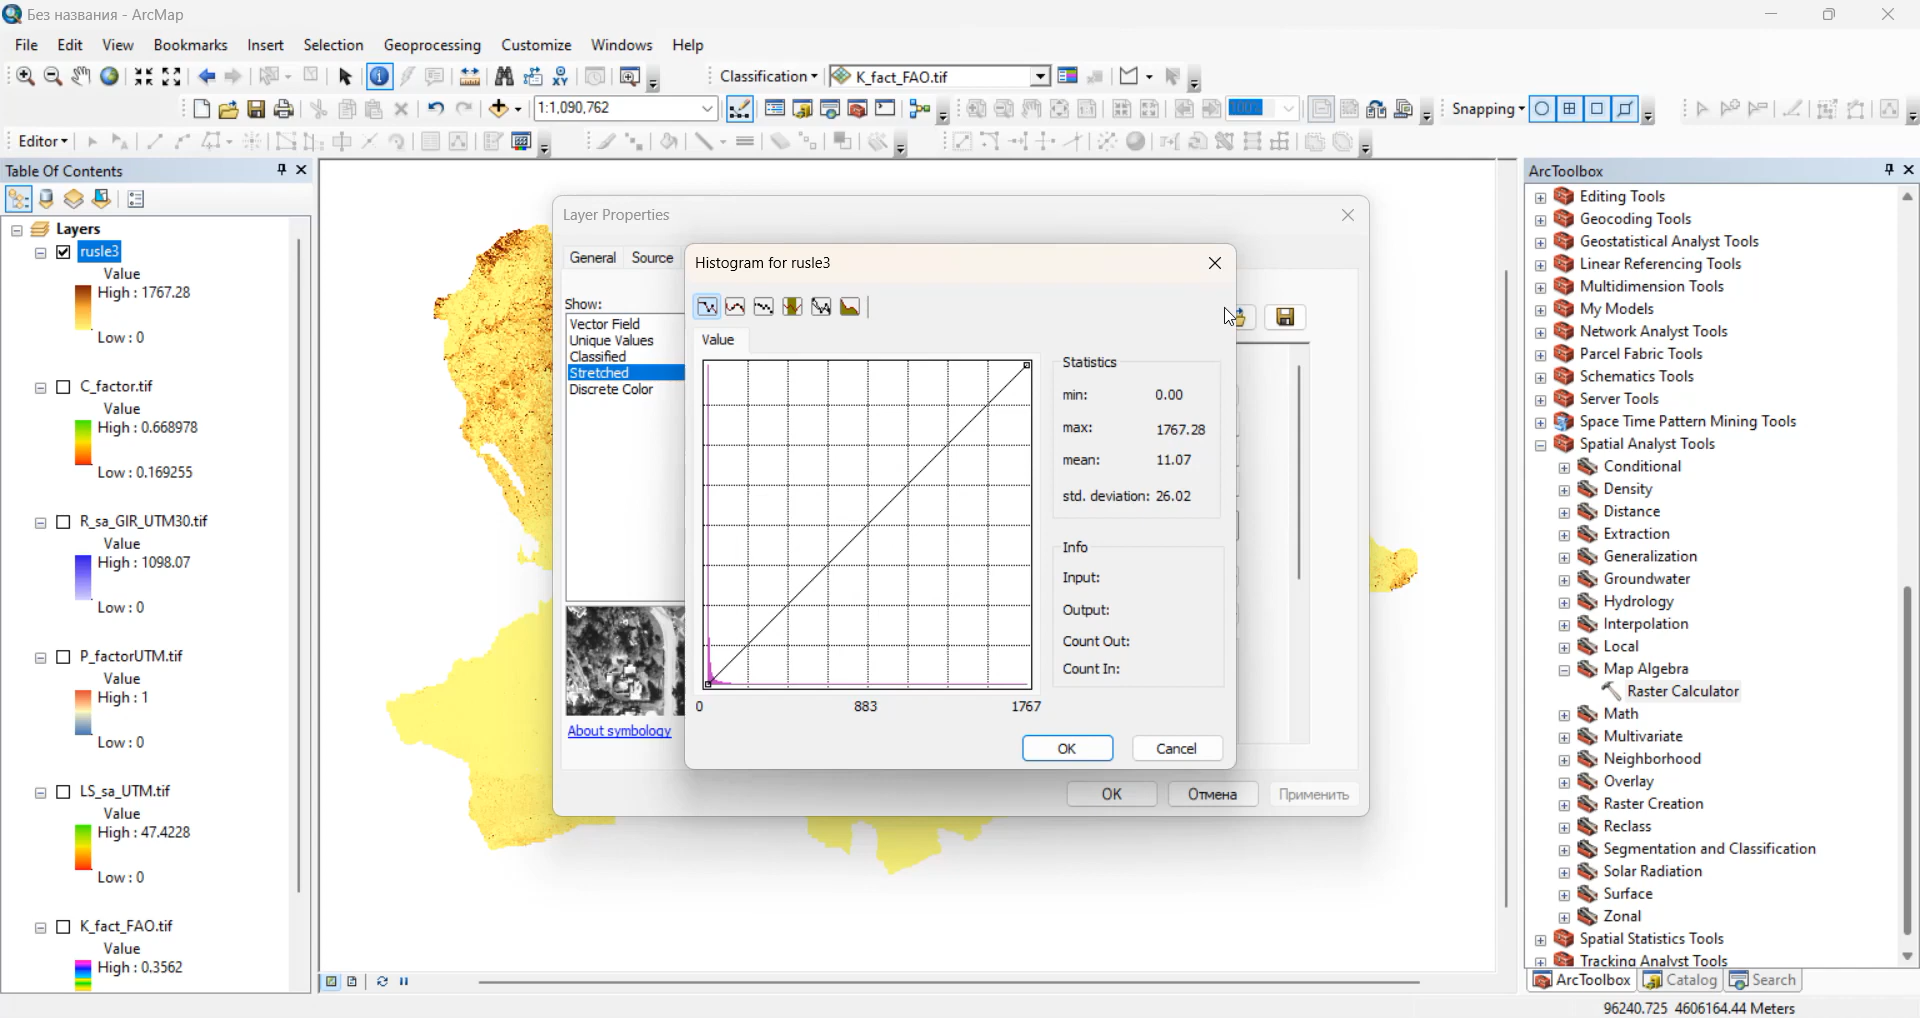 Без названия - ArcMap
File Edit View Bookmarks Insert Selection Geoprocessing Customize Windows Help
Classification K_fact_FAO.tif
1:1,090,762 100% Snapping
Editor
Table Of Contents
Layers
rusle3
Value
High : 1767.28
Low : 0
C_factor.tif
Value
High : 0.668978
Low : 0.169255
R_sa_GIR_UTM30.tif
Value
High : 1098.07
Low : 0
P_factorUTM.tif
Value
High : 1
Low : 0
LS_sa_UTM.tif
Value
High : 47.4228
Low : 0
K_fact_FAO.tif
Value
High : 0.3562
Layer Properties
General Source
Show:
Vector Field
Unique Values
Classified
Stretched
Discrete Color
About symbology
OK Отмена Применить
Histogram for rusle3
Value
0 883 1767
Statistics
min: 0.00
max: 1767.28
mean: 11.07
std. deviation: 26.02
Info
Input:
Output:
Count Out:
Count In:
OK Cancel
ArcToolbox
Editing Tools
Geocoding Tools
Geostatistical Analyst Tools
Linear Referencing Tools
Multidimension Tools
My Models
Network Analyst Tools
Parcel Fabric Tools
Schematics Tools
Server Tools
Space Time Pattern Mining Tools
Spatial Analyst Tools
Conditional
Density
Distance
Extraction
Generalization
Groundwater
Hydrology
Interpolation
Local
Map Algebra
Raster Calculator
Math
Multivariate
Neighborhood
Overlay
Raster Creation
Reclass
Segmentation and Classification
Solar Radiation
Surface
Zonal
Spatial Statistics Tools
Tracking Analyst Tools
ArcToolbox Catalog Search
96240.725 4606164.44 Meters